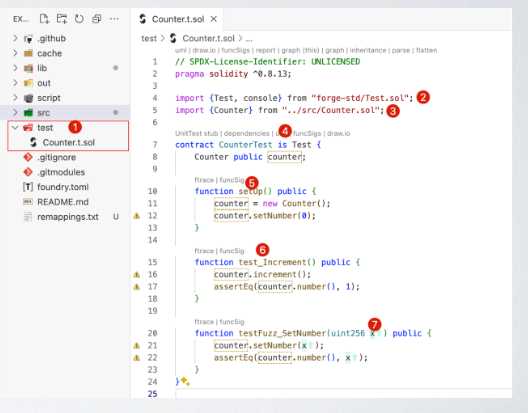 EX...
Counter.t.sol ×
> .github
> cache
> lib
> out
> script
> src
test 1
Counter.t.sol
.gitignore
.gitmodules
foundry.toml
README.md
remappings.txt U
test > Counter.t.sol > ...
uml | draw.io | funcSigs | report | graph (this) | graph | inheritance | parse | flatten
1 // SPDX-License-Identifier: UNLICENSED
2 pragma solidity ^0.8.13;
3
4 import {Test, console} from "forge-std/Test.sol"; 2
5 import {Counter} from "../src/Counter.sol"; 3
6
UnitTest stub | dependencies | 4 funcSigs | draw.io
7 contract CounterTest is Test {
8 Counter public counter;
9
ftrace | funcSig 5
10 function setUp() public {
11 counter = new Counter();
12 counter.setNumber(0);
13 }
14
ftrace | funcSig 6
15 function test_Increment() public {
16 counter.increment();
17 assertEq(counter.number(), 1);
18 }
19
ftrace | funcSig 7
20 function testFuzz_SetNumber(uint256 x↑) public {
21 counter.setNumber(x↑);
22 assertEq(counter.number(), x↑);
23 }
24 }
25